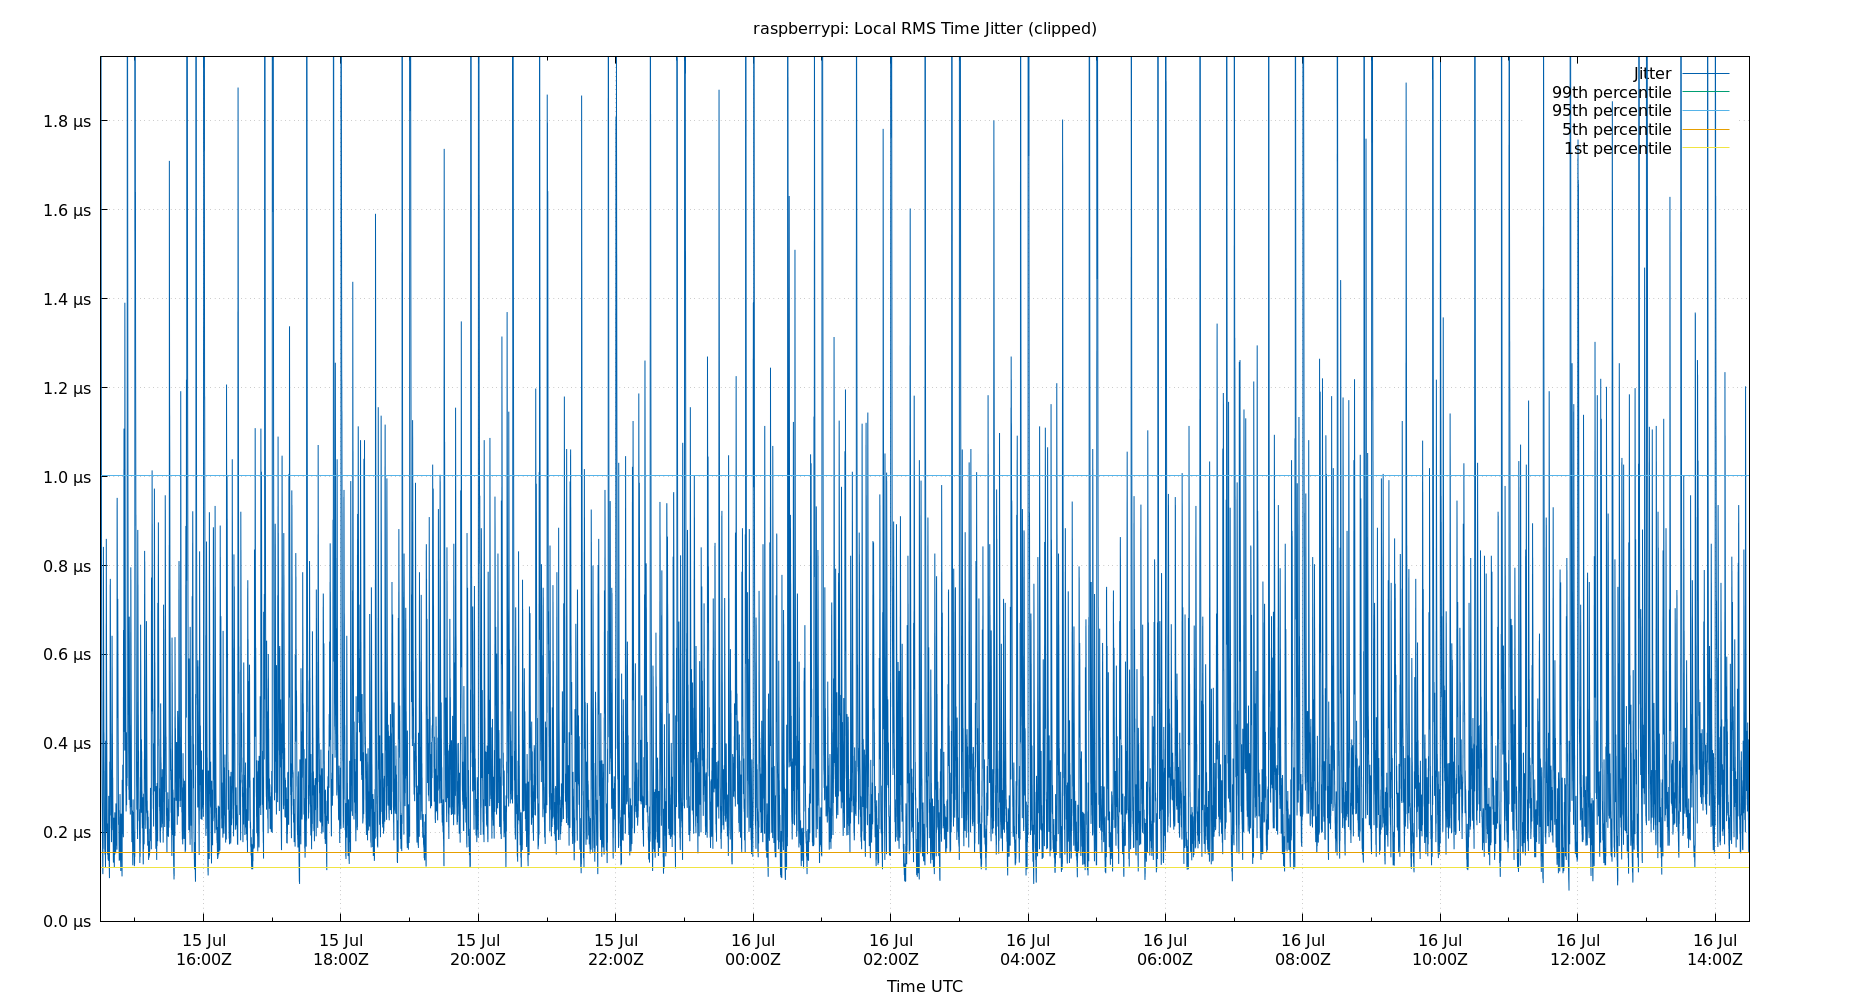 raspberrypi: Local RMS Time Jitter (clipped)
Jitter
99th percentile
95th percentile
5th percentile
1st percentile
1.8 μs
1.6 μs
1.4 μs
1.2 μs
1.0 μs
0.8 μs
0.6 μs
0.4 μs
0.2 μs
0.0 μs
15 Jul 15 Jul 15 Jul 15 Jul 16 Jul 16 Jul 16 Jul 16 Jul 16 Jul 16 Jul 16 Jul 16 Jul
16:00Z 18:00Z 20:00Z 22:00Z 00:00Z 02:00Z 04:00Z 06:00Z 08:00Z 10:00Z 12:00Z 14:00Z
Time UTC